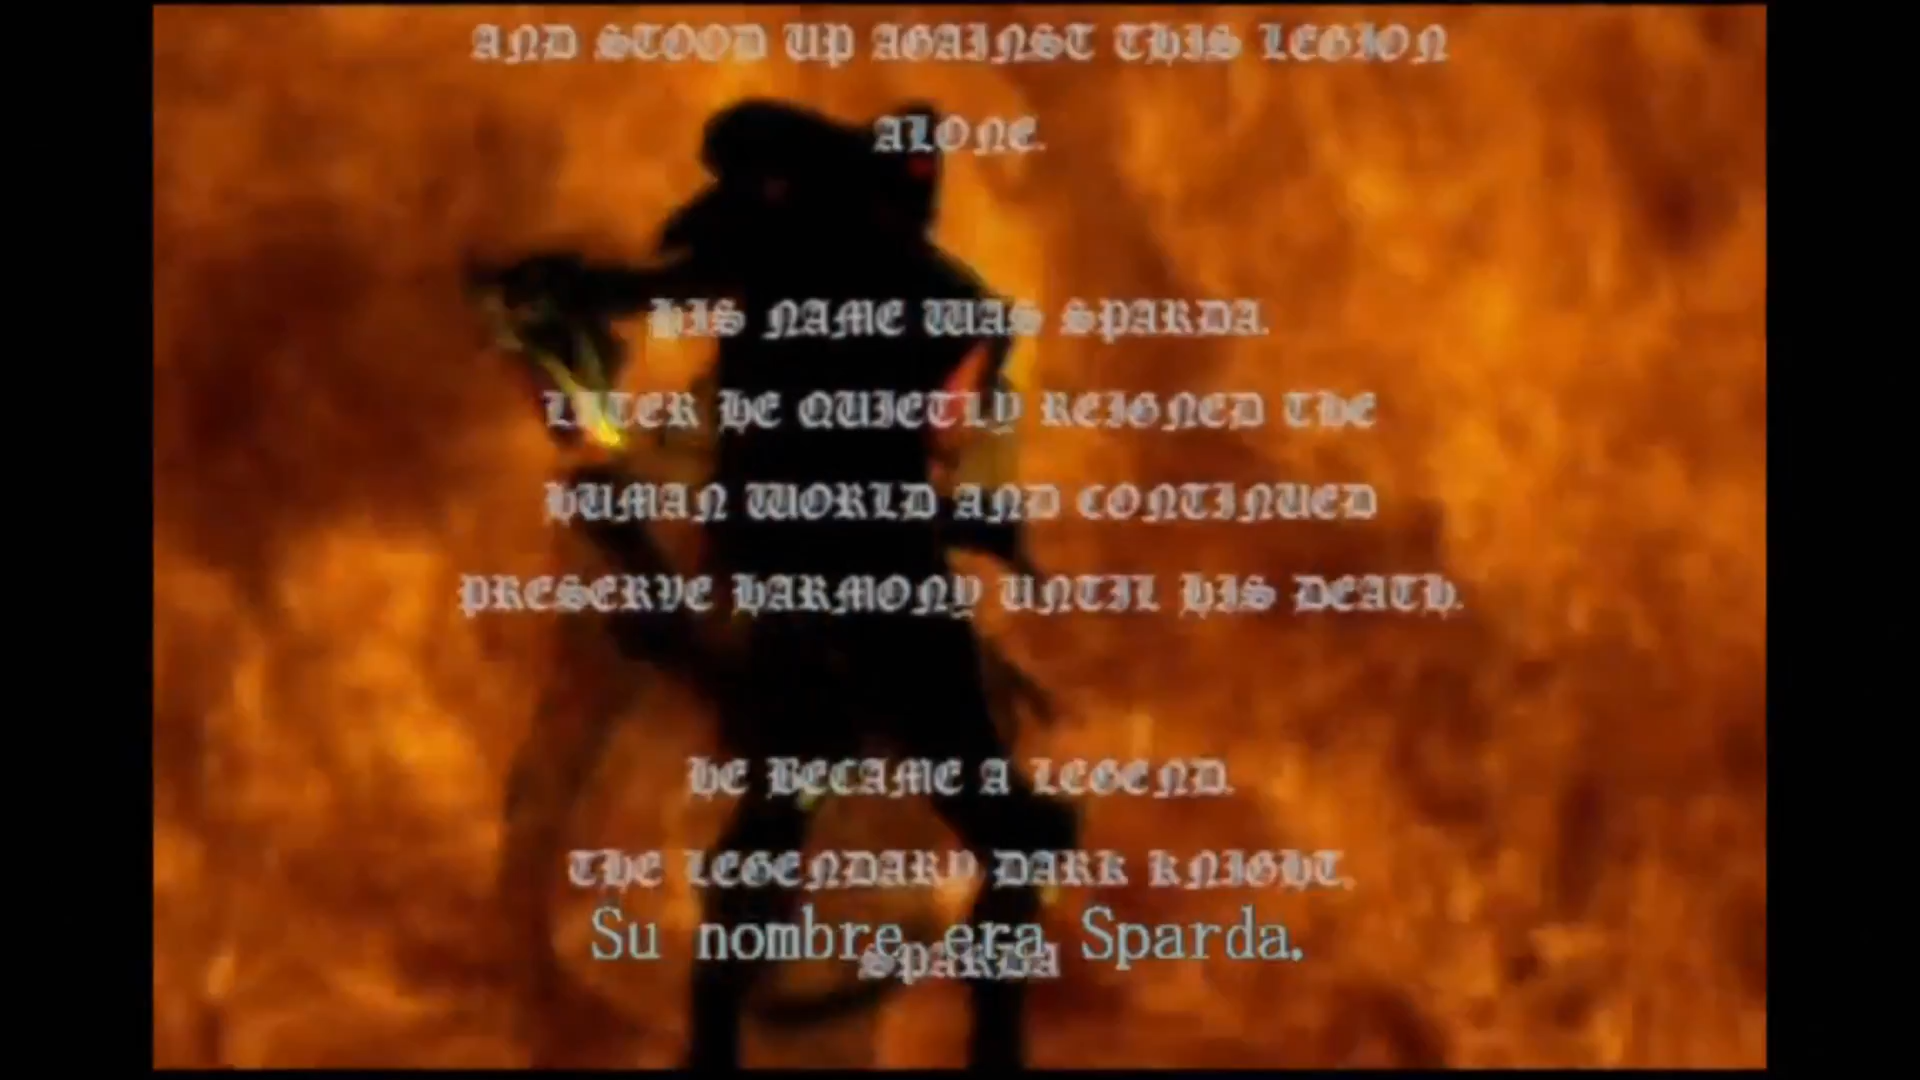 AND STOOD UP AGAINST THIS LEGION
ALONE.
HIS NAME WAS SPARDA.
LATER HE QUIETLY REIGNED THE
HUMAN WORLD AND CONTINUED
PRESERVE HARMONY UNTIL HIS DEATH.
HE BECAME A LEGEND.
THE LEGENDARY DARK KNIGHT,
Su nombre era Sparda.
SPARDA